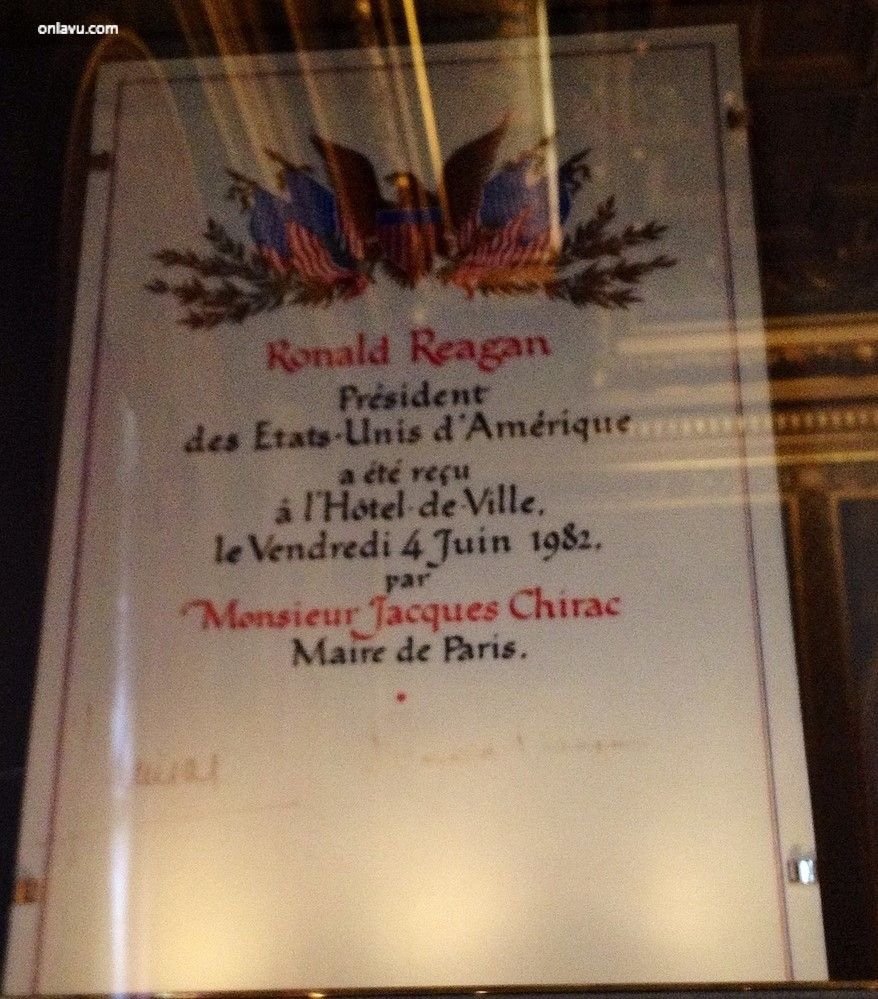 onlavu.com
Ronald Reagan
Président
des Etats-Unis d'Amérique
a été reçu
à l'Hôtel-de-Ville,
le Vendredi 4 Juin 1982.
par
Monsieur Jacques Chirac
Maire de Paris.